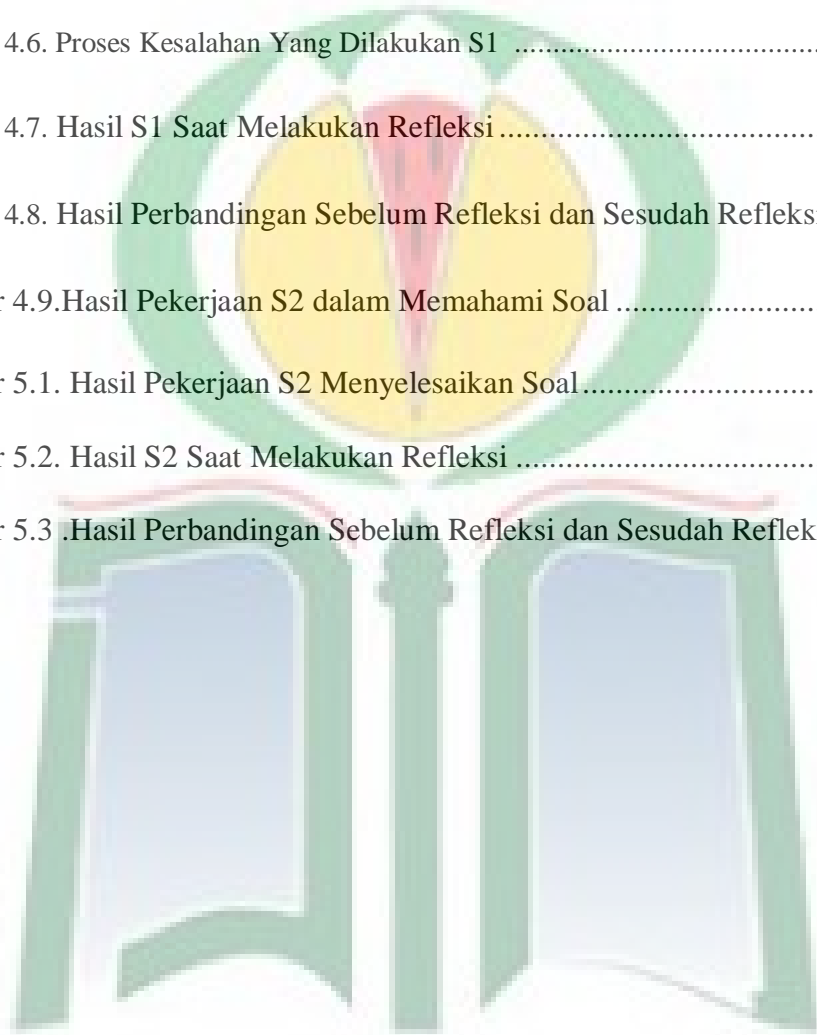 4.6. Proses Kesalahan Yang Dilakukan S1 ........................................
4.7. Hasil S1 Saat Melakukan Refleksi ........................................
4.8. Hasil Perbandingan Sebelum Refleksi dan Sesudah Refleksi
r 4.9.Hasil Pekerjaan S2 dalam Memahami Soal .........................
r 5.1. Hasil Pekerjaan S2 Menyelesaikan Soal.............................
r 5.2. Hasil S2 Saat Melakukan Refleksi .....................................
r 5.3 .Hasil Perbandingan Sebelum Refleksi dan Sesudah Reflek